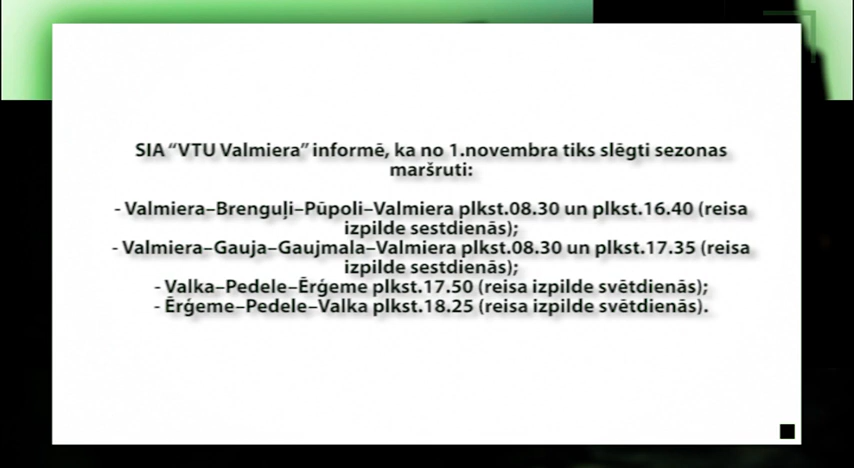 SIA “VTU Valmiera” informē, ka no 1.novembra tiks slēgti sezonas
maršruti:
- Valmiera–Brenguļi–Pūpoli–Valmiera plkst.08.30 un plkst.16.40 (reisa
izpilde sestdienās);
- Valmiera–Gauja–Gaujmala–Valmiera plkst.08.30 un plkst.17.35 (reisa
izpilde sestdienās);
- Valka–Pedele–Ērģeme plkst.17.50 (reisa izpilde svētdienās);
- Ērģeme–Pedele–Valka plkst.18.25 (reisa izpilde svētdienās).